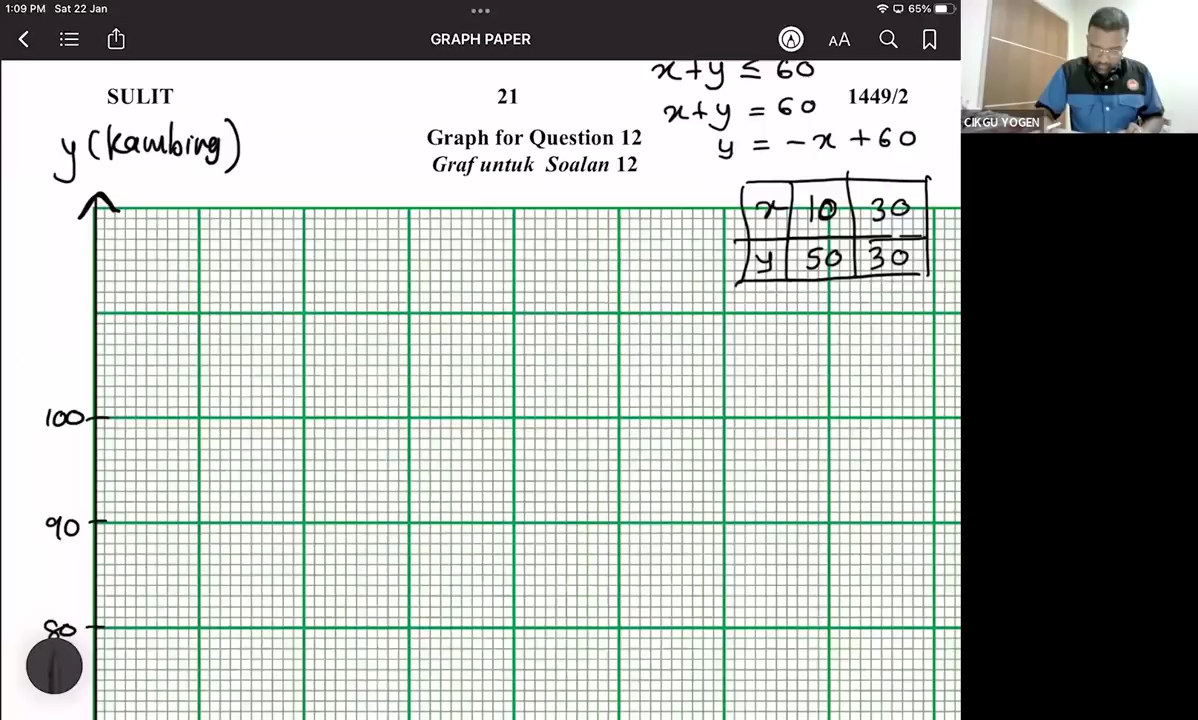 1:09 PM Sat 22 Jan
65%
GRAPH PAPER
AA
CIKGU YOGEN
x+y ≤ 60
SULIT 21 1449/2
x+y = 60
y (kambing)
Graph for Question 12
y = -x +60
Graf untuk Soalan 12
x 10 30
y 50 30
100
90
80